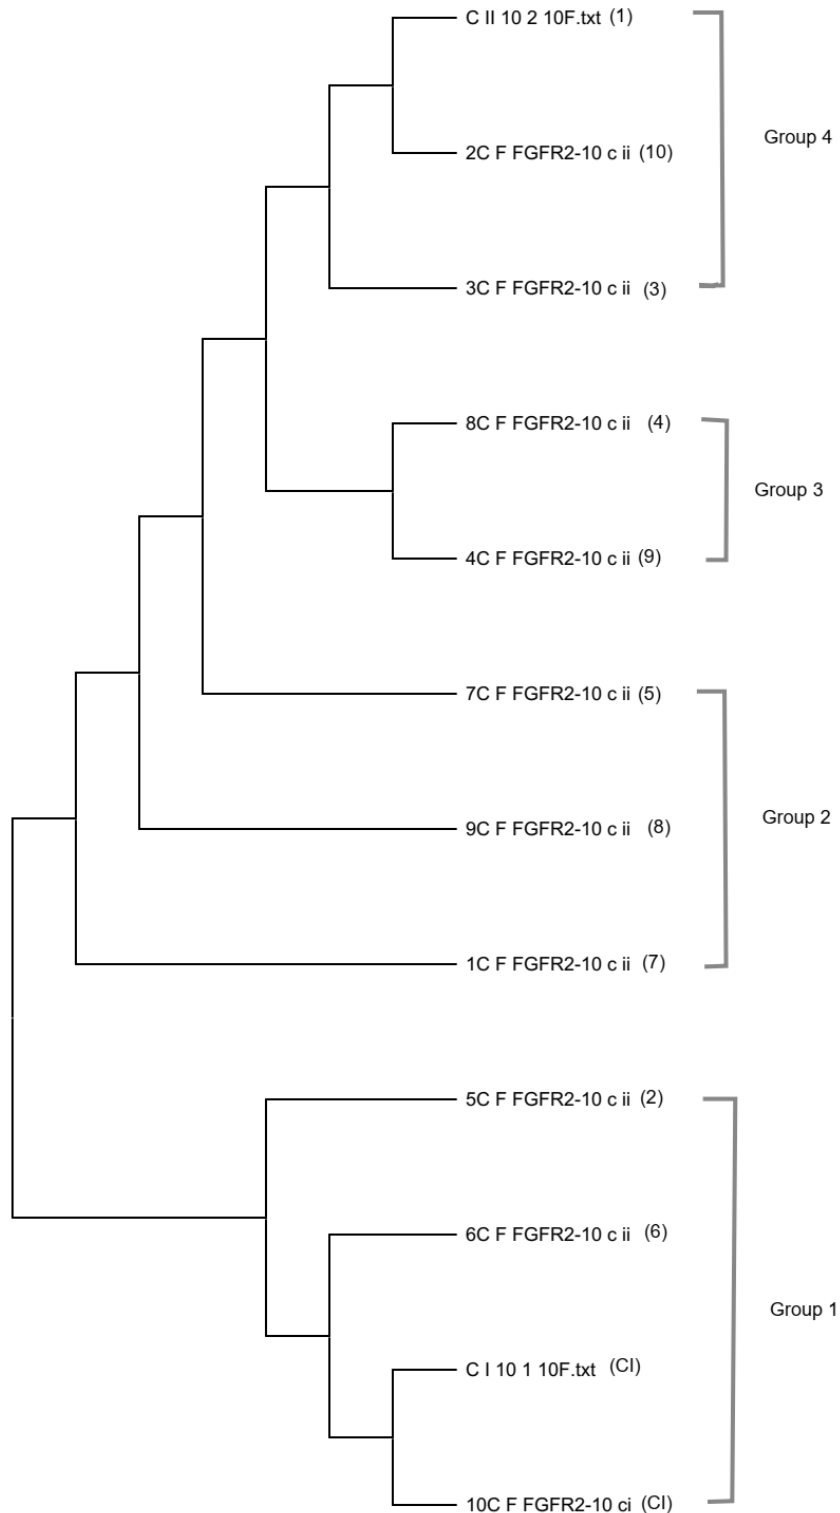 C II 10 2 10F.txt (1)
Group 4
2C F FGFR2-10 c ii (10)
3C F FGFR2-10 c ii (3)
8C F FGFR2-10 c ii (4)
Group 3
4C F FGFR2-10 c ii (9)
7C F FGFR2-10 c ii (5)
Group 2
9C F FGFR2-10 c ii (8)
1C F FGFR2-10 c ii (7)
5C F FGFR2-10 c ii (2)
6C F FGFR2-10 c ii (6)
Group 1
C I 10 1 10F.txt (CI)
10C F FGFR2-10 ci (CI)